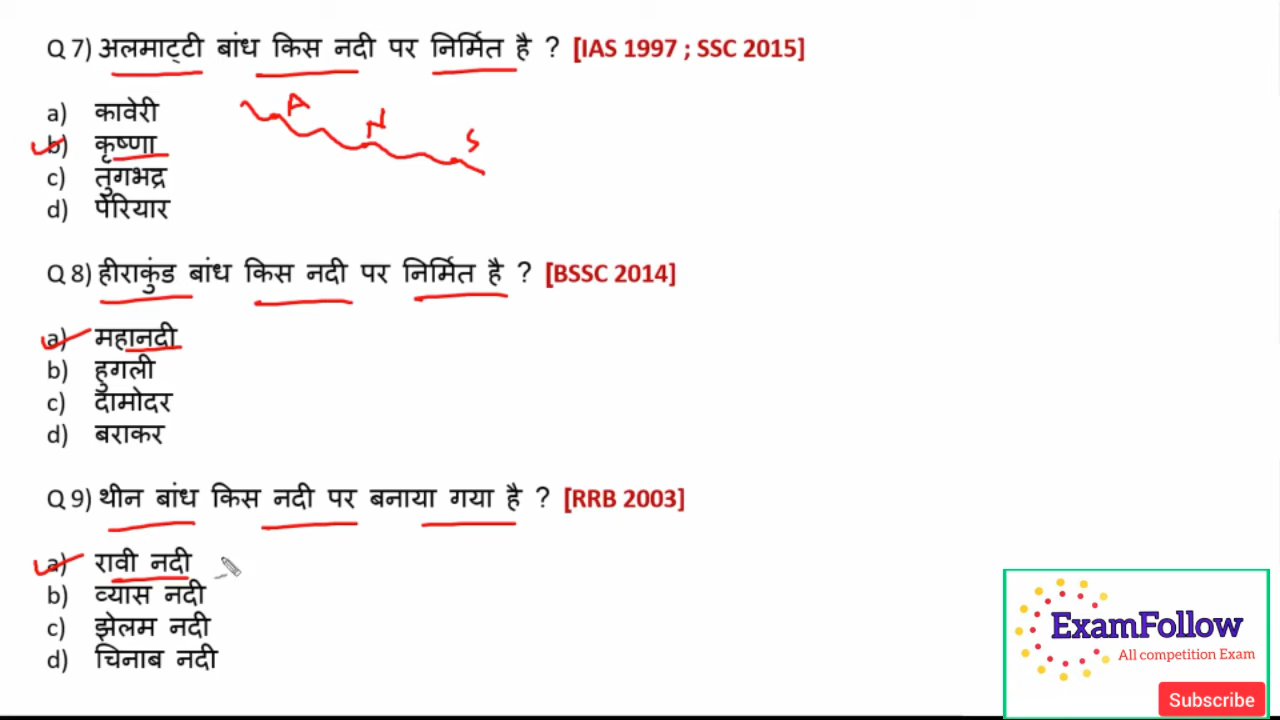 Q 7) अलमाट्टी बांध किस नदी पर निर्मित है ? [IAS 1997 ; SSC 2015]
a) कावेरी
b) कृष्णा
c) तुगभद्र
d) पेरियार
A
N
S
Q 8) हीराकुंड बांध किस नदी पर निर्मित है ? [BSSC 2014]
a) महानदी
b) हुगली
c) दामोदर
d) बराकर
Q 9) थीन बांध किस नदी पर बनाया गया है ? [RRB 2003]
a) रावी नदी
b) व्यास नदी
c) झेलम नदी
d) चिनाब नदी
ExamFollow
All competition Exam
Subscribe